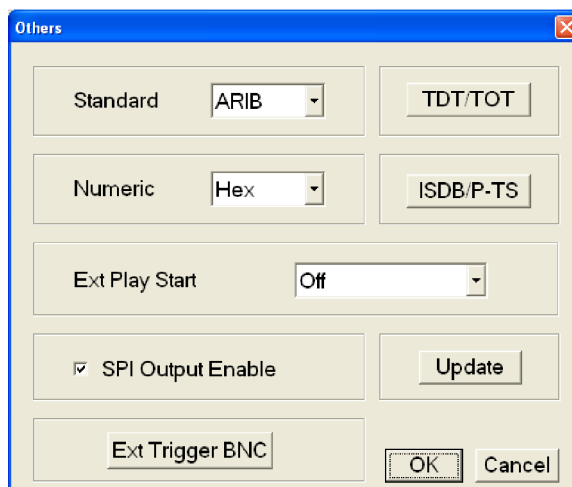 Others
Standard ARIB TDT/TOT
Numeric Hex ISDB/P-TS
Ext Play Start Off
SPI Output Enable Update
Ext Trigger BNC OK Cancel